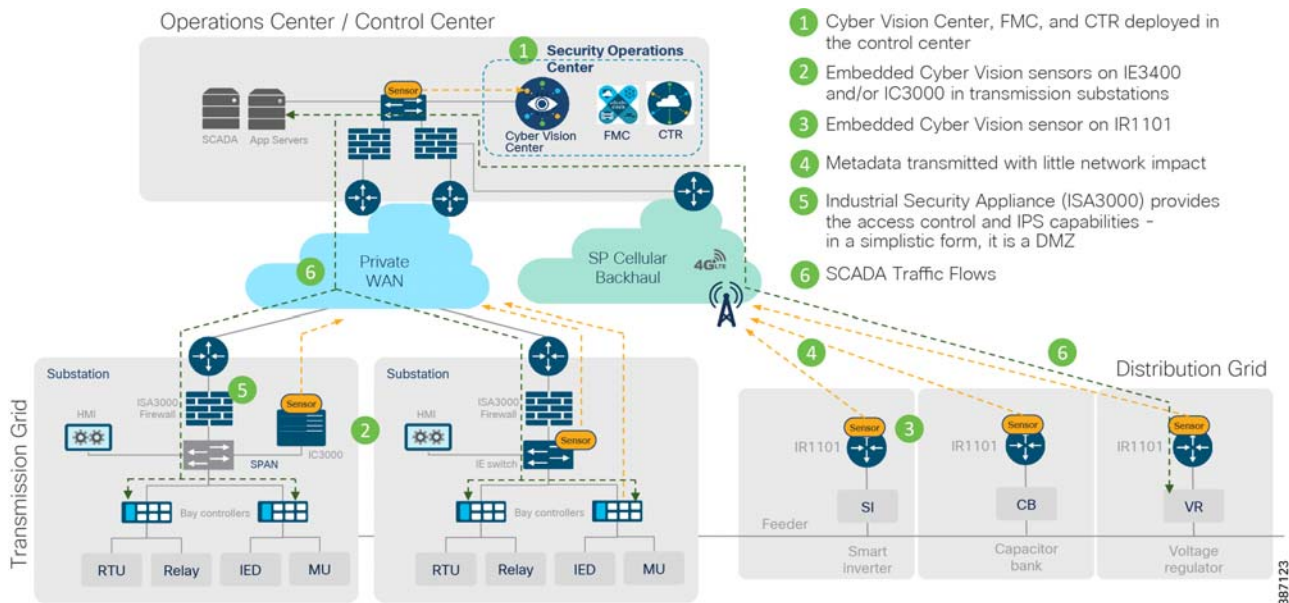 Operations Center / Control Center
1
Security Operations
Center
Sensor
SCADA
App Servers
Cyber Vision
Center
FMC
CTR
1
Cyber Vision Center, FMC, and CTR deployed in
the control center
2
Embedded Cyber Vision sensors on IE3400
and/or IC3000 in transmission substations
3
Embedded Cyber Vision sensor on IR1101
4
Metadata transmitted with little network impact
5
Industrial Security Appliance (ISA3000) provides
the access control and IPS capabilities –
in a simplistic form, it is a DMZ
6
SCADA Traffic Flows
6
Private
WAN
SP Cellular
Backhaul
4G LTE
Transmission Grid
Substation
5
ISA3000
Firewall
HMI
Sensor
SPAN
IC3000
2
Bay controllers
RTU
Relay
IED
MU
Substation
ISA3000
Firewall
HMI
Sensor
IE switch
Bay controllers
RTU
Relay
IED
MU
4
6
Distribution Grid
Sensor
3
IR1101
SI
Feeder
Smart
inverter
Sensor
IR1101
CB
Capacitor
bank
Sensor
IR1101
VR
Voltage
regulator
387123